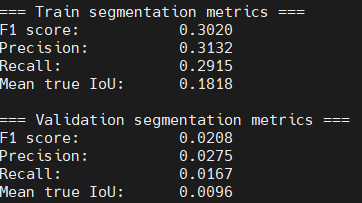 === Train segmentation metrics ===
F1 score:           0.3020
Precision:          0.3132
Recall:             0.2915
Mean true IoU:      0.1818

=== Validation segmentation metrics ===
F1 score:           0.0208
Precision:          0.0275
Recall:             0.0167
Mean true IoU:      0.0096